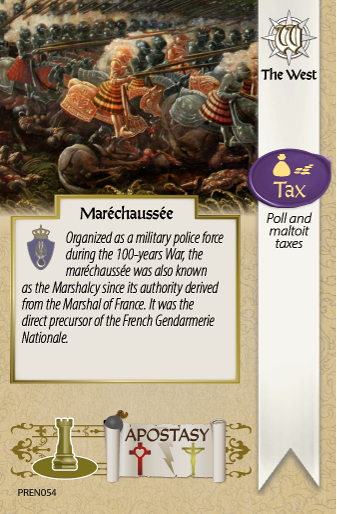 W
The West
Tax
Poll and
maltoit
taxes
Maréchaussée
Organized as a military police force
during the 100-years War, the
maréchaussée was also known
as the Marshalcy since its authority derived
from the Marshal of France. It was the
direct precursor of the French Gendarmerie
Nationale.
APOSTASY
PREN054